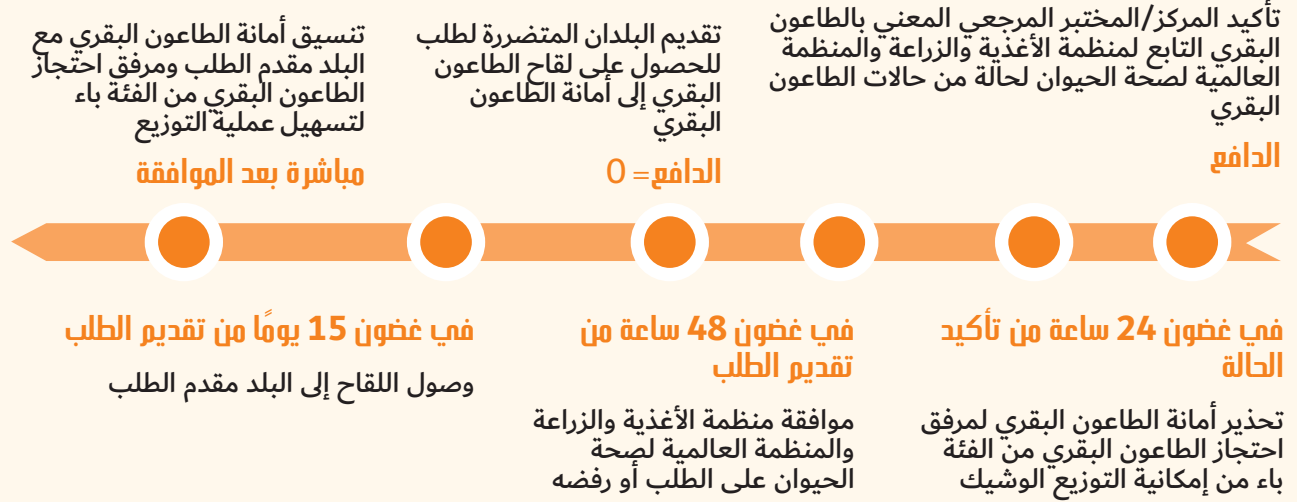 تأكيد المركز/المختبر المرجعي المعني بالطاعون
البقري التابع لمنظمة الأغذية والزراعة والمنظمة
العالمية لصحة الحيوان لحالة من حالات الطاعون
البقري
الدافع
في غضون 24 ساعة من تأكيد
الحالة
تحذير أمانة الطاعون البقري لمرفق
احتجاز الطاعون البقري من الفئة
باء من إمكانية التوزيع الوشيك
تقديم البلدان المتضررة لطلب
للحصول على لقاح الطاعون
البقري إلى أمانة الطاعون
البقري
الدافع= 0
في غضون 48 ساعة من
تقديم الطلب
موافقة منظمة الأغذية والزراعة
والمنظمة العالمية لصحة
الحيوان على الطلب أو رفضه
تنسيق أمانة الطاعون البقري مع
البلد مقدم الطلب ومرفق احتجاز
الطاعون البقري من الفئة باء
لتسهيل عملية التوزيع
مباشرة بعد الموافقة
في غضون 15 يومًا من تقديم الطلب
وصول اللقاح إلى البلد مقدم الطلب